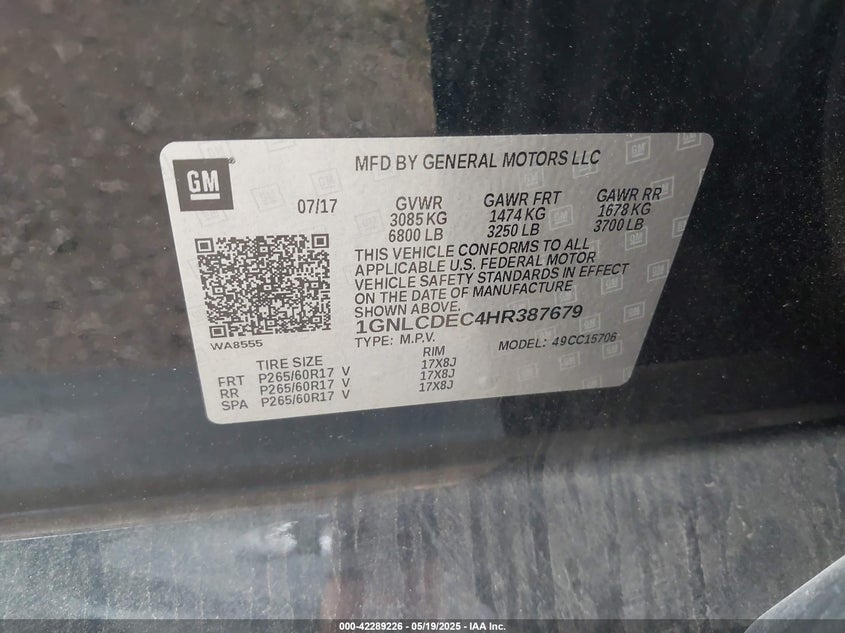 GM
MFD BY GENERAL MOTORS LLC
07/17
GVWR
3085 KG
6800 LB
GAWR FRT
1474 KG
3250 LB
GAWR RR
1678 KG
3700 LB
THIS VEHICLE CONFORMS TO ALL
APPLICABLE U.S. FEDERAL MOTOR
VEHICLE SAFETY STANDARDS IN EFFECT
ON THE DATE OF MANUFACTURE
SHOWN ABOVE.
1GNLCDEC4HR387679
TYPE: M.P.V.
MODEL: 49CC15706
WA8555
TIRE SIZE
RIM
FRT P265/60R17 V 17X8J
RR P265/60R17 V 17X8J
SPA P265/60R17 V 17X8J
000-42289226 - 05/19/2025 - IAA Inc.